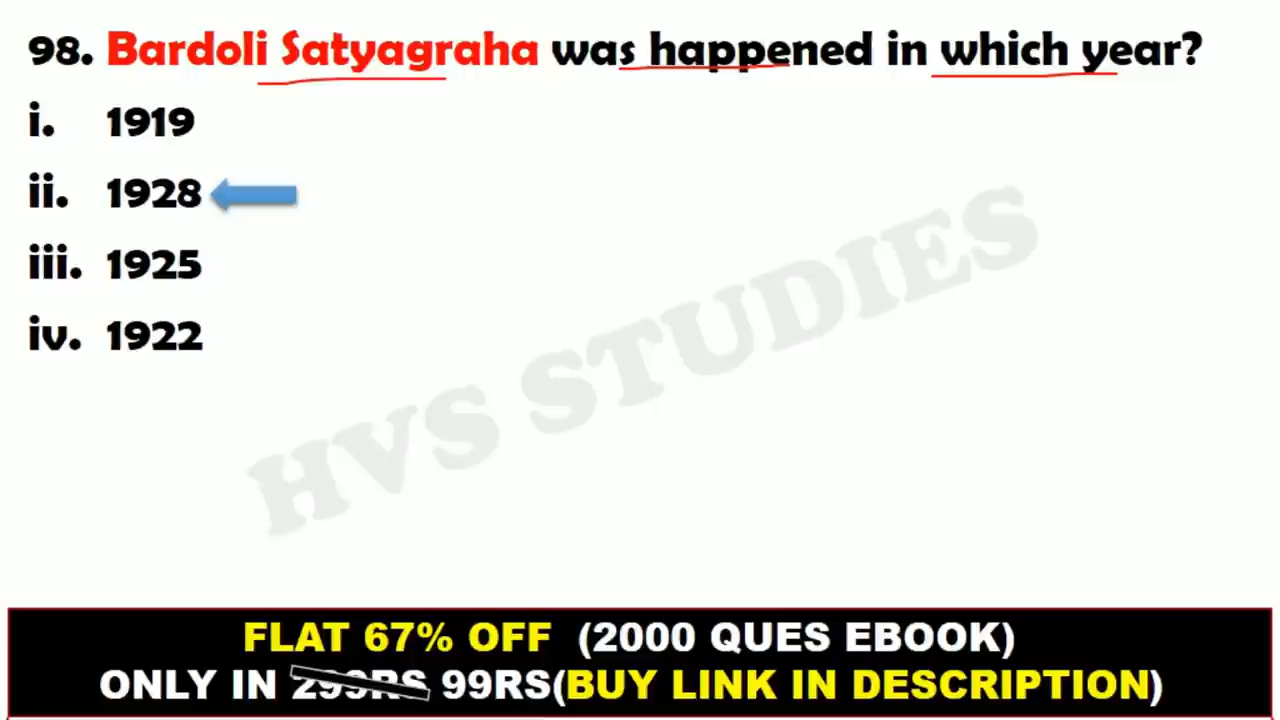 98. Bardoli Satyagraha was happened in which year?
i. 1919
ii. 1928
iii. 1925
iv. 1922
HVS STUDIES
FLAT 67% OFF (2000 QUES EBOOK)
ONLY IN 299RS 99RS(BUY LINK IN DESCRIPTION)